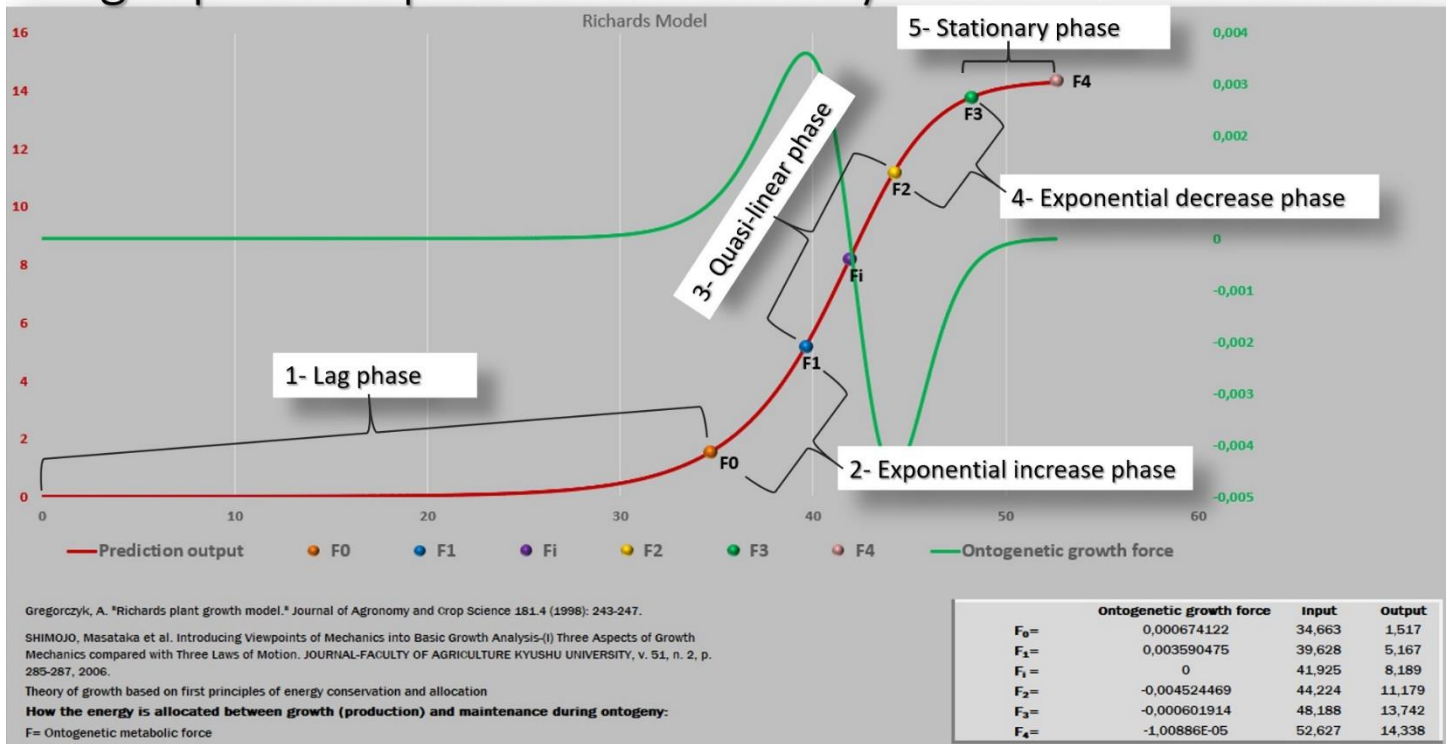 Richards Model
5- Stationary phase
16
14
12
10
8
6
4
2
0
0,004
0,003
0,002
0
-0,001
-0,002
-0,003
-0,004
-0,005
F4
F3
3- Quasi-linear phase
F2
4- Exponential decrease phase
Fi
F1
1- Lag phase
F0
2- Exponential increase phase
0 10 20 30 40 50 60
Prediction output F0 F1 Fi F2 F3 F4 Ontogenetic growth force
Gregorczyk, A. "Richards plant growth model." Journal of Agronomy and Crop Science 181.4 (1998): 243-247.
SHIMOJO, Masataka et al. Introducing Viewpoints of Mechanics into Basic Growth Analysis-(I) Three Aspects of Growth
Mechanics compared with Three Laws of Motion. JOURNAL-FACULTY OF AGRICULTURE KYUSHU UNIVERSITY, v. 51, n. 2, p.
285-287, 2006.
Theory of growth based on first principles of energy conservation and allocation
How the energy is allocated between growth (production) and maintenance during ontogeny:
F= Ontogenetic metabolic force
Ontogenetic growth force Input Output
F₀= 0,000674122 34,663 1,517
F₁= 0,003590475 39,628 5,167
Fᵢ= 0 41,925 8,189
F₂= -0,004524469 44,224 11,179
F₃= -0,000601914 48,188 13,742
F₄= -1,00886E-05 52,627 14,338